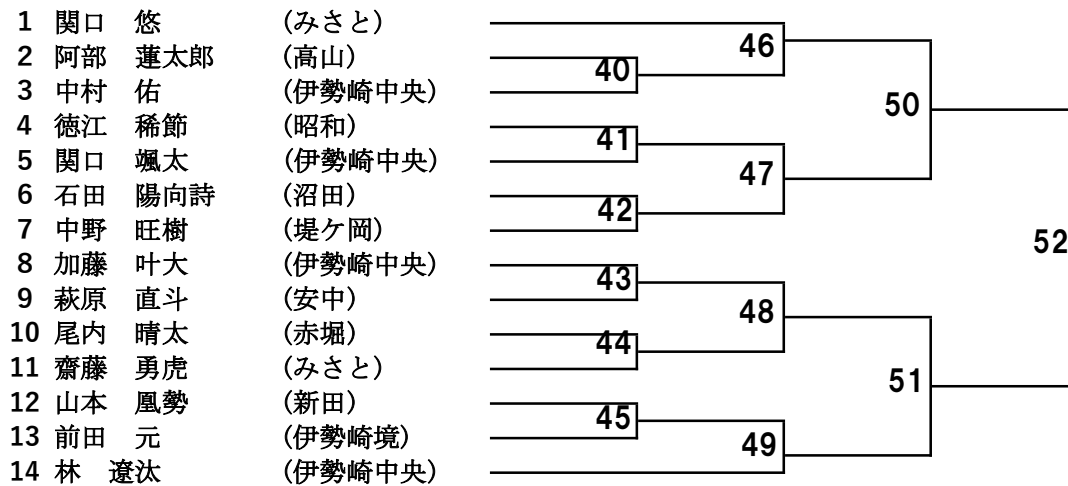 1 関口　悠 (みさと)
46
2 阿部　蓮太郎 (高山)
40
3 中村　佑 (伊勢崎中央)
50
4 徳江　稀節 (昭和)
41
5 関口　颯太 (伊勢崎中央)
47
6 石田　陽向詩 (沼田)
42
7 中野　旺樹 (堤ケ岡)
52
8 加藤　叶大 (伊勢崎中央)
43
9 萩原　直斗 (安中)
48
10 尾内　晴太 (赤堀)
44
11 齋藤　勇虎 (みさと)
51
12 山本　凰勢 (新田)
45
13 前田　元 (伊勢崎境)
49
14 林　遼汰 (伊勢崎中央)